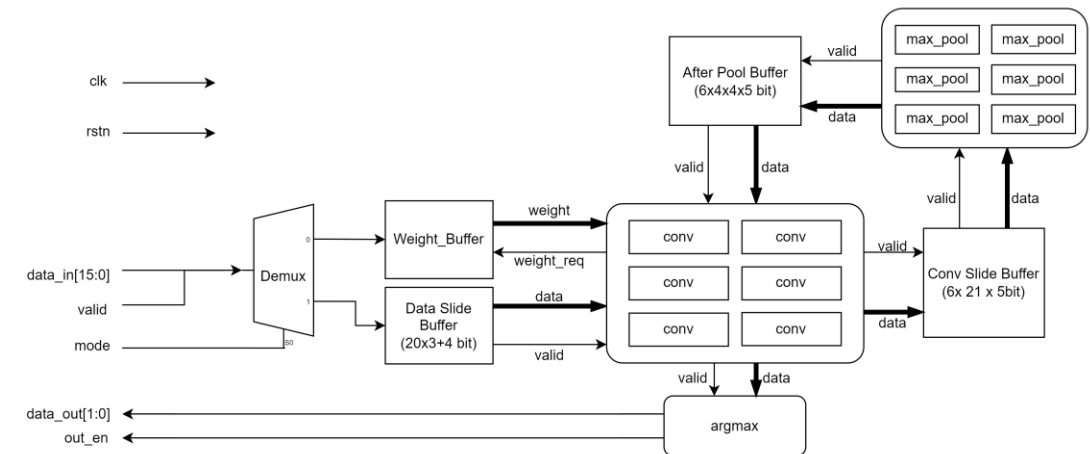 clk
rstn
data_in[15:0]
valid
mode
data_out[1:0]
out_en
Demux
0
1
S0
Weight_Buffer
Data Slide
Buffer
(20x3+4 bit)
weight
weight_req
data
valid
After Pool Buffer
(6x4x4x5 bit)
valid
data
valid
data
max_pool
max_pool
max_pool
max_pool
max_pool
max_pool
conv
conv
conv
conv
conv
conv
valid
data
valid
data
Conv Slide Buffer
(6x 21 x 5bit)
valid
data
argmax